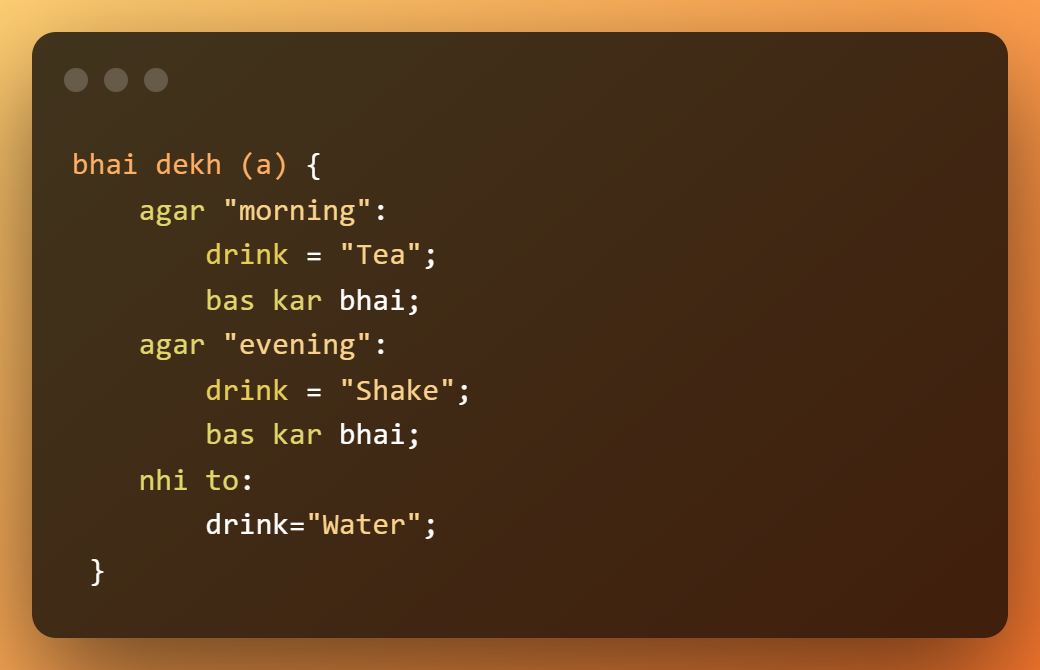 bhai dekh (a) {
    agar "morning":
        drink = "Tea";
        bas kar bhai;
    agar "evening":
        drink = "Shake";
        bas kar bhai;
    nhi to:
        drink="Water";
 }